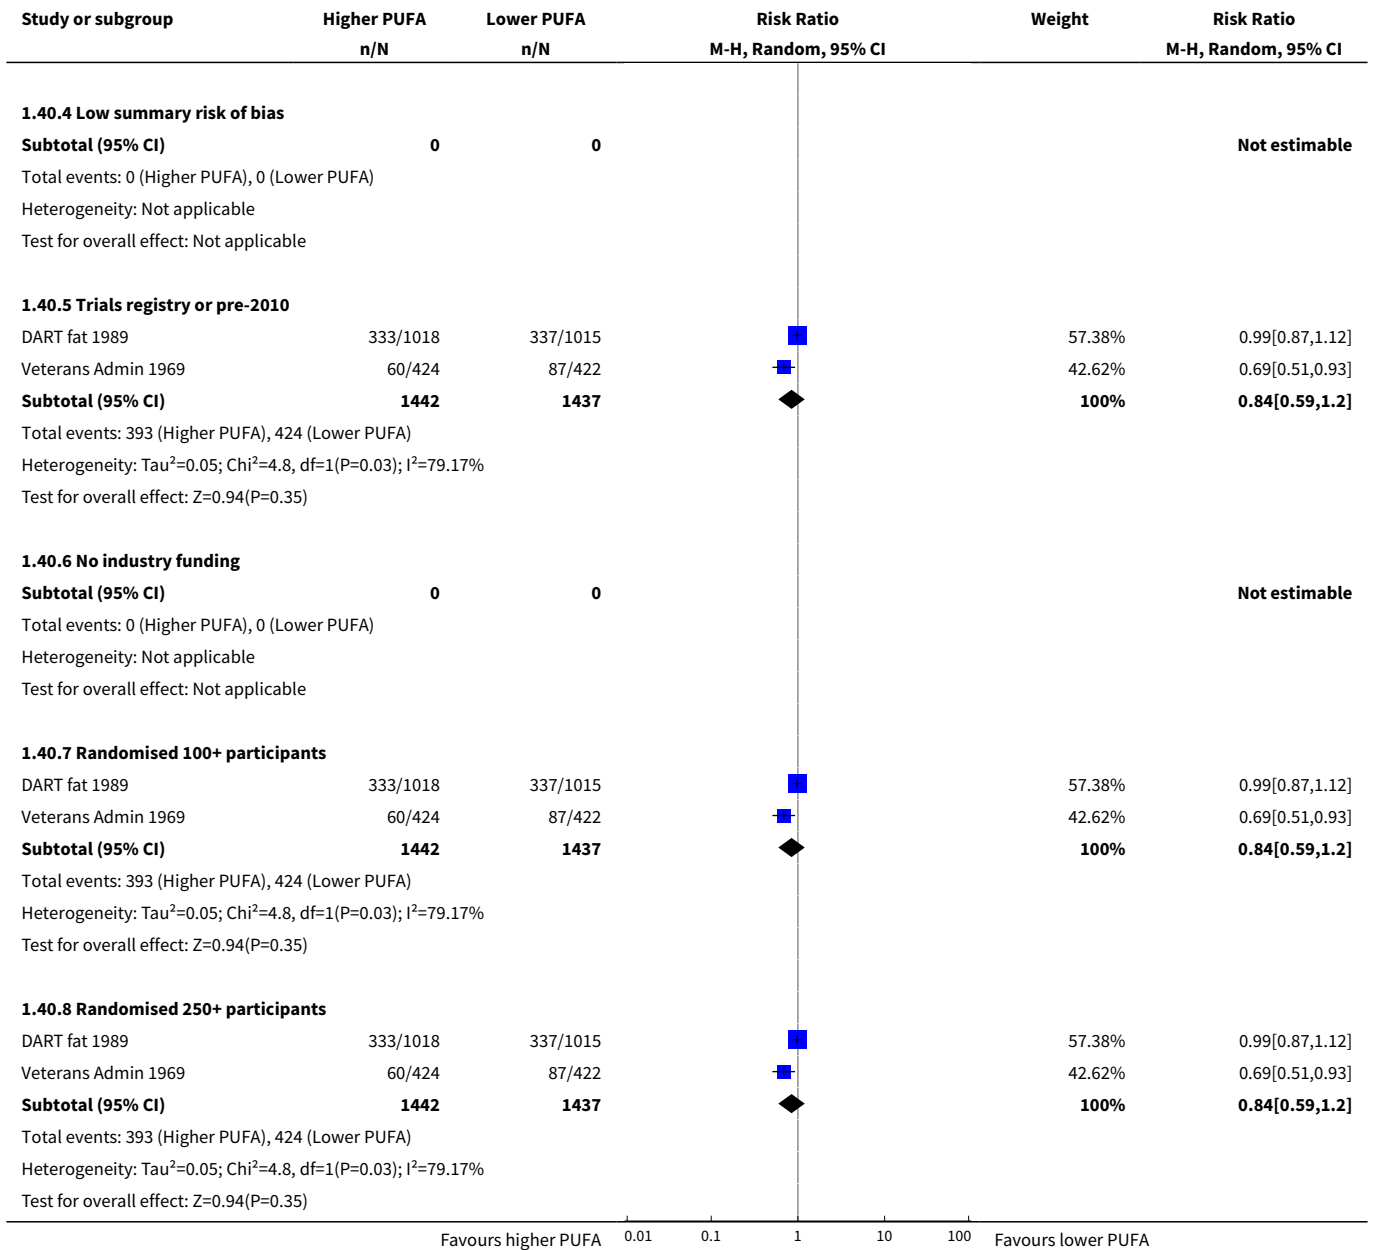 Study or subgroup Higher PUFA Lower PUFA Risk Ratio Weight Risk Ratio
n/N n/N M-H, Random, 95% CI M-H, Random, 95% CI
1.40.4 Low summary risk of bias
Subtotal (95% CI) 0 0 Not estimable
Total events: 0 (Higher PUFA), 0 (Lower PUFA)
Heterogeneity: Not applicable
Test for overall effect: Not applicable
1.40.5 Trials registry or pre-2010
DART fat 1989 333/1018 337/1015 57.38% 0.99[0.87,1.12]
Veterans Admin 1969 60/424 87/422 42.62% 0.69[0.51,0.93]
Subtotal (95% CI) 1442 1437 100% 0.84[0.59,1.2]
Total events: 393 (Higher PUFA), 424 (Lower PUFA)
Heterogeneity: Tau²=0.05; Chi²=4.8, df=1(P=0.03); I²=79.17%
Test for overall effect: Z=0.94(P=0.35)
1.40.6 No industry funding
Subtotal (95% CI) 0 0 Not estimable
Total events: 0 (Higher PUFA), 0 (Lower PUFA)
Heterogeneity: Not applicable
Test for overall effect: Not applicable
1.40.7 Randomised 100+ participants
DART fat 1989 333/1018 337/1015 57.38% 0.99[0.87,1.12]
Veterans Admin 1969 60/424 87/422 42.62% 0.69[0.51,0.93]
Subtotal (95% CI) 1442 1437 100% 0.84[0.59,1.2]
Total events: 393 (Higher PUFA), 424 (Lower PUFA)
Heterogeneity: Tau²=0.05; Chi²=4.8, df=1(P=0.03); I²=79.17%
Test for overall effect: Z=0.94(P=0.35)
1.40.8 Randomised 250+ participants
DART fat 1989 333/1018 337/1015 57.38% 0.99[0.87,1.12]
Veterans Admin 1969 60/424 87/422 42.62% 0.69[0.51,0.93]
Subtotal (95% CI) 1442 1437 100% 0.84[0.59,1.2]
Total events: 393 (Higher PUFA), 424 (Lower PUFA)
Heterogeneity: Tau²=0.05; Chi²=4.8, df=1(P=0.03); I²=79.17%
Test for overall effect: Z=0.94(P=0.35)
Favours higher PUFA 0.01 0.1 1 10 100 Favours lower PUFA